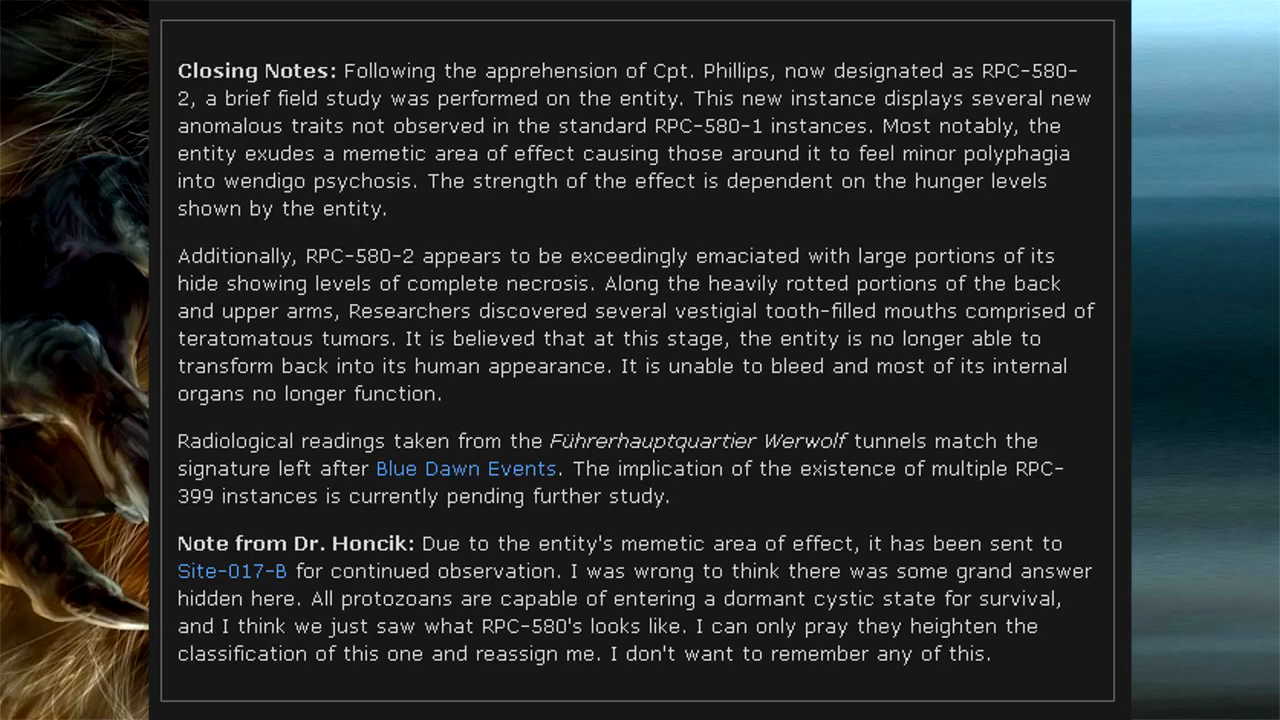 Closing Notes: Following the apprehension of Cpt. Phillips, now designated as RPC-580-
2, a brief field study was performed on the entity. This new instance displays several new
anomalous traits not observed in the standard RPC-580-1 instances. Most notably, the
entity exudes a memetic area of effect causing those around it to feel minor polyphagia
into wendigo psychosis. The strength of the effect is dependent on the hunger levels
shown by the entity.
Additionally, RPC-580-2 appears to be exceedingly emaciated with large portions of its
hide showing levels of complete necrosis. Along the heavily rotted portions of the back
and upper arms, Researchers discovered several vestigial tooth-filled mouths comprised of
teratomatous tumors. It is believed that at this stage, the entity is no longer able to
transform back into its human appearance. It is unable to bleed and most of its internal
organs no longer function.
Radiological readings taken from the Führerhauptquartier Werwolf tunnels match the
signature left after Blue Dawn Events. The implication of the existence of multiple RPC-
399 instances is currently pending further study.
Note from Dr. Honcik: Due to the entity's memetic area of effect, it has been sent to
Site-017-B for continued observation. I was wrong to think there was some grand answer
hidden here. All protozoans are capable of entering a dormant cystic state for survival,
and I think we just saw what RPC-580's looks like. I can only pray they heighten the
classification of this one and reassign me. I don't want to remember any of this.